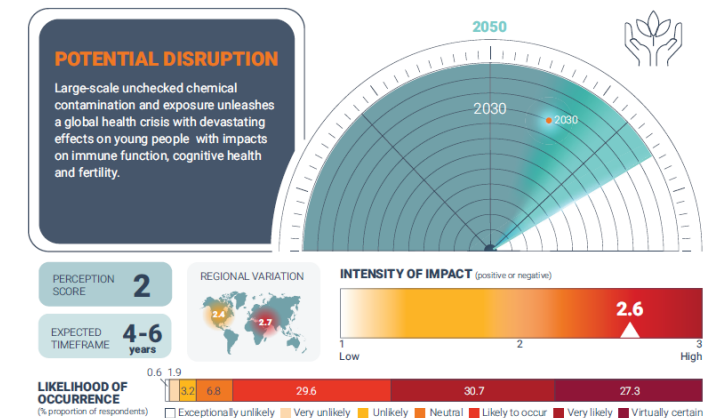 2050
POTENTIAL DISRUPTION
Large-scale unchecked chemical
contamination and exposure unleashes
a global health crisis with devastating
effects on young people with impacts
on immune function, cognitive health
and fertility.
2030
2030
PERCEPTION
SCORE
2
EXPECTED
TIMEFRAME
4-6
years
REGIONAL VARIATION
2.4
2.7
INTENSITY OF IMPACT (positive or negative)
2.6
1
2
3
Low
High
LIKELIHOOD OF
OCCURRENCE
(% proportion of respondents)
0.6 1.9
3.2 6.8 29.6 30.7 27.3
Exceptionally unlikely Very unlikely Unlikely Neutral Likely to occur Very likely Virtually certain